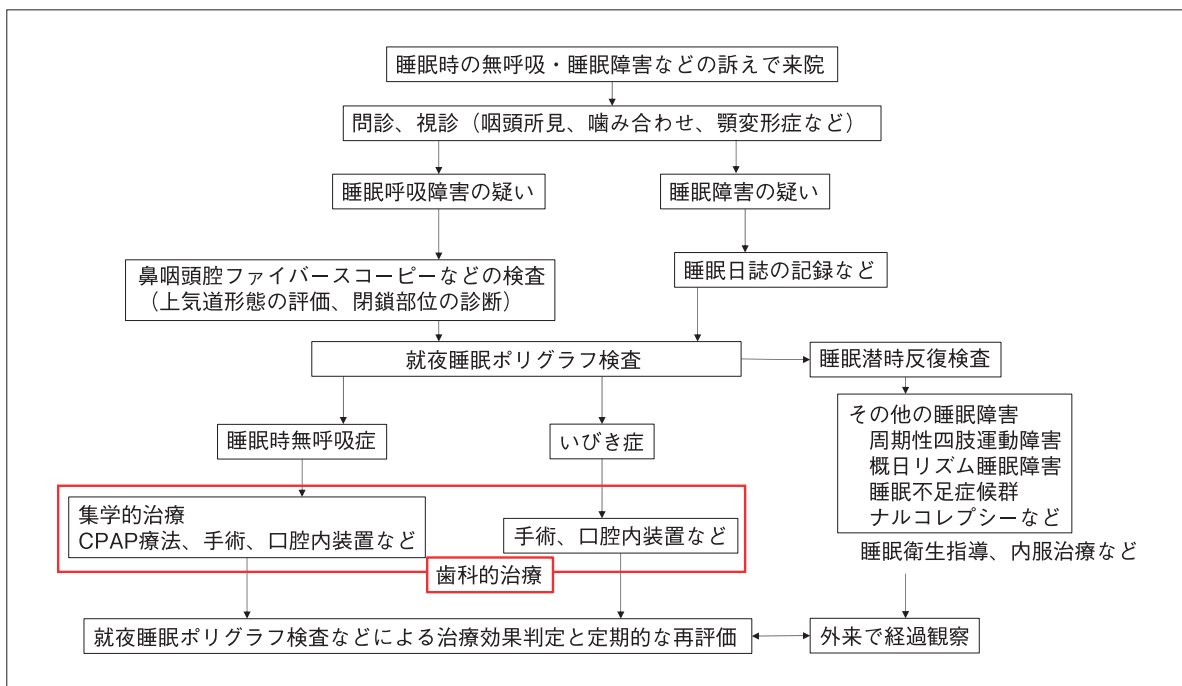 睡眠時の無呼吸・睡眠障害などの訴えで来院
問診、視診（咽頭所見、噛み合わせ、顎変形症など）
睡眠呼吸障害の疑い
睡眠障害の疑い
鼻咽頭腔ファイバースコーピーなどの検査
（上気道形態の評価、閉鎖部位の診断）
睡眠日誌の記録など
就夜睡眠ポリグラフ検査
睡眠潜時反復検査
睡眠時無呼吸症
いびき症
その他の睡眠障害
周期性四肢運動障害
概日リズム睡眠障害
睡眠不足症候群
ナルコレプシーなど
集学的治療
CPAP療法、手術、口腔内装置など
手術、口腔内装置など
歯科的治療
睡眠衛生指導、内服治療など
就夜睡眠ポリグラフ検査などによる治療効果判定と定期的な再評価
外来で経過観察